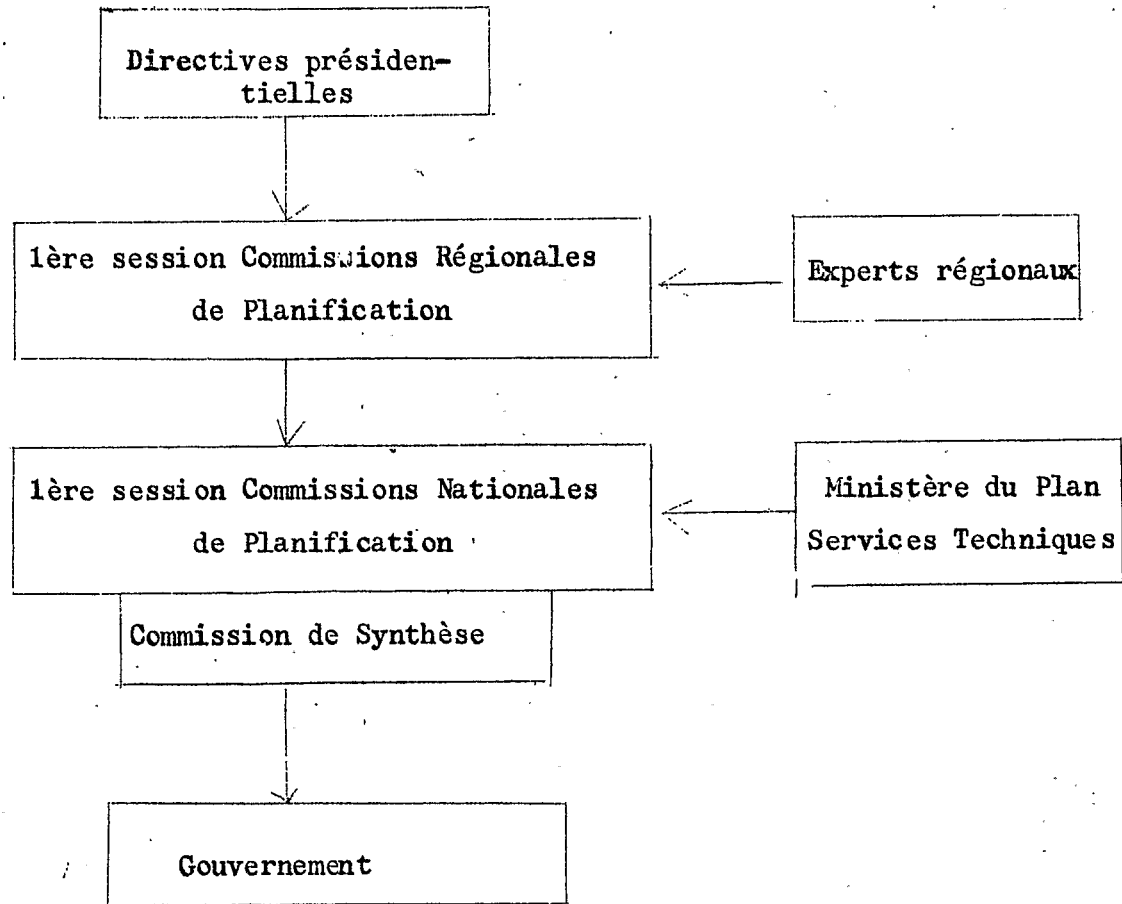 Directives présiden-
tielles
1ère session Commissions Régionales
de Planification
Experts régionaux
1ère session Commissions Nationales
de Planification
Ministère du Plan
Services Techniques
Commission de Synthèse
Gouvernement